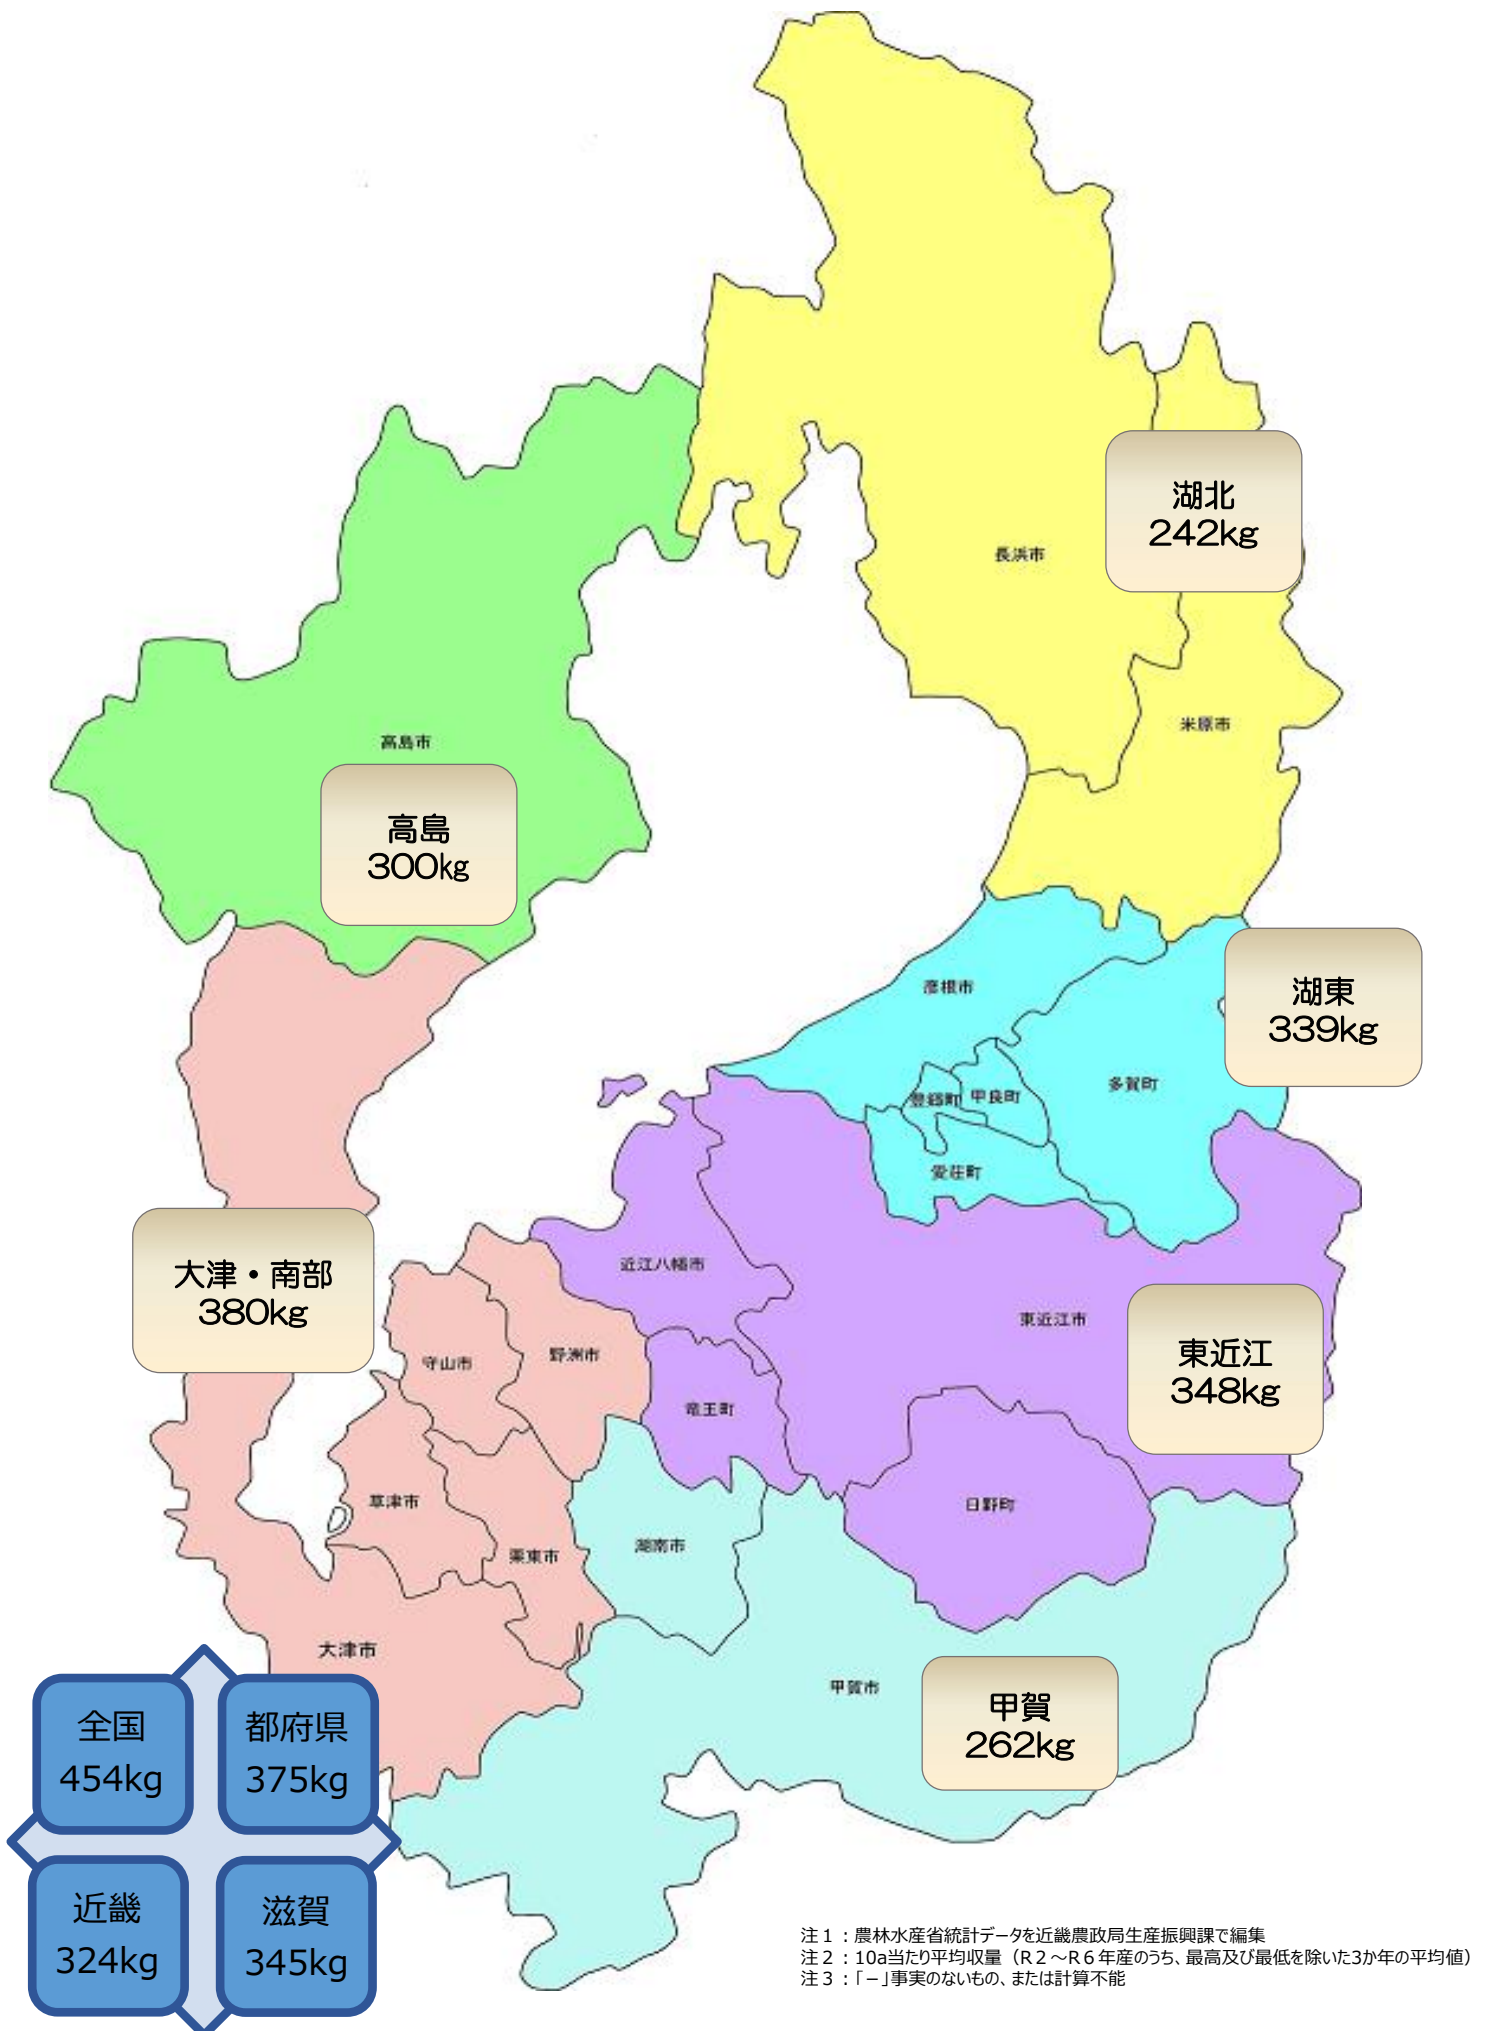 湖北
242kg
長浜市
米原市
高島市
高島
300kg
彦根市
湖東
339kg
多賀町
豊郷町
甲良町
愛荘町
大津・南部
380kg
近江八幡市
東近江市
東近江
348kg
守山市
野洲市
竜王町
草津市
栗東市
湖南市
日野町
大津市
甲賀市
甲賀
262kg
全国
454kg
都府県
375kg
近畿
324kg
滋賀
345kg
注1：農林水産省統計データを近畿農政局生産振興課で編集
注2：10a当たり平均収量（R２～R６年産のうち、最高及び最低を除いた3か年の平均値）
注3：「－」事実のないもの、または計算不能